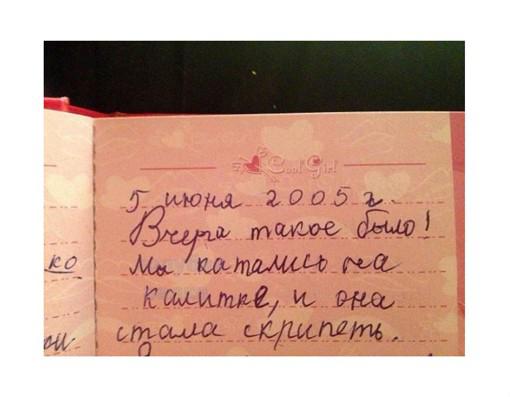 Cool Girl
5 июня 2005 г.
Вчера такое было!
ко
Мы катались на
калитке, и она
стала скрипеть.
ои